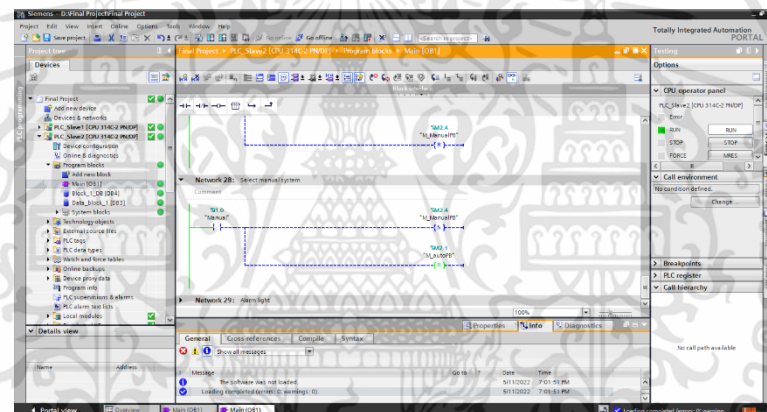 Siemens - D:\Final Project\Final Project
Project Edit View Insert Online Options Tools Window Help
Totally Integrated Automation
PORTAL
Save project
Go offline
Project tree
Final Project ▸ PLC_Slave2 [CPU 314C-2 PN/DP] ▸ Program blocks ▸ Main [OB1]
Testing
Devices
Options
Block interface
CPU operator panel
PLC_Slave2 [CPU 314C-2 PN/DP]
Error
RUN RUN
STOP STOP
FORCE MRES
Final Project
Add new device
Devices & networks
PLC_Slave1 [CPU 314C-2 PN/DP]
PLC_Slave2 [CPU 314C-2 PN/DP]
Device configuration
Online & diagnostics
Program blocks
Add new block
Main [OB1]
Block_1_DB [DB4]
System blocks
Technology objects
External source files
PLC tags
PLC data types
Watch and force tables
Online backups
Device proxy data
Program info
PLC supervisions & alarms
PLC alarm text lists
Local modules
%M2.4
"M_ManualPB"
Network 28: Select manual system
Comment
"Manual"
%M2.4
"M_ManualPB"
%M2.1
"M_autoPB"
Network 29: Alarm light
100%
Call environment
No condition defined.
Change...
Breakpoints
PLC register
Call hierarchy
No call path available
Details view
Name Address
Properties Info Diagnostics
General Cross-references Compile Syntax
Show all messages
Message Go to ? Date Time
The software was not loaded. 5/11/2022 7:01:51 PM
Loading completed (errors: 0; warnings: 0). 5/11/2022 7:01:51 PM
Portal view Overview Main (OB1) Main (OB1)